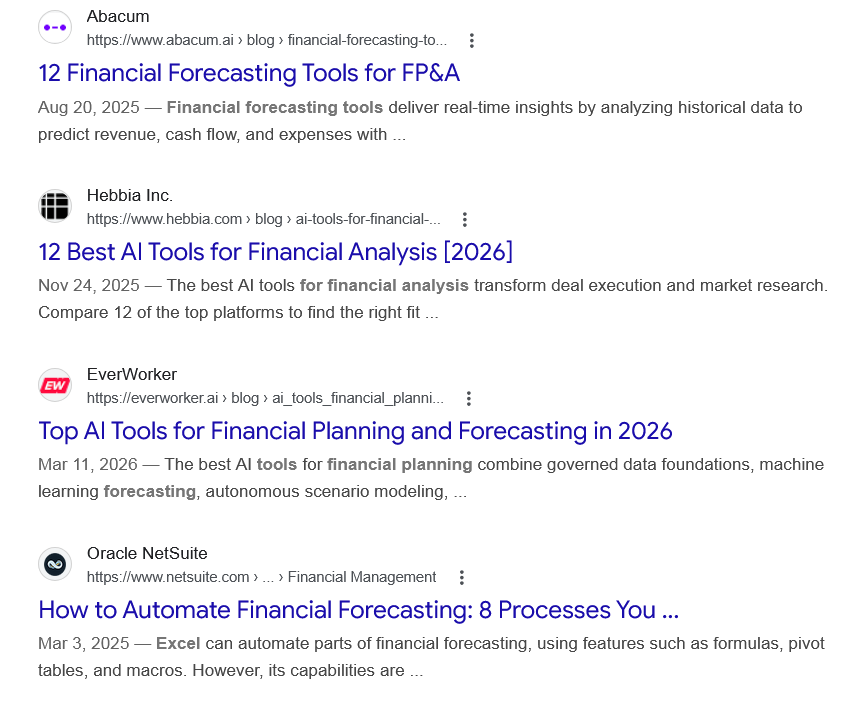 Abacum
https://www.abacum.ai › blog › financial-forecasting-to...
12 Financial Forecasting Tools for FP&A
Aug 20, 2025 — Financial forecasting tools deliver real-time insights by analyzing historical data to
predict revenue, cash flow, and expenses with ...
Hebbia Inc.
https://www.hebbia.com › blog › ai-tools-for-financial-...
12 Best AI Tools for Financial Analysis [2026]
Nov 24, 2025 — The best AI tools for financial analysis transform deal execution and market research.
Compare 12 of the top platforms to find the right fit ...
EW
EverWorker
https://everworker.ai › blog › ai_tools_financial_planni...
Top AI Tools for Financial Planning and Forecasting in 2026
Mar 11, 2026 — The best AI tools for financial planning combine governed data foundations, machine
learning forecasting, autonomous scenario modeling, ...
Oracle NetSuite
https://www.netsuite.com › ... › Financial Management
How to Automate Financial Forecasting: 8 Processes You ...
Mar 3, 2025 — Excel can automate parts of financial forecasting, using features such as formulas, pivot
tables, and macros. However, its capabilities are ...